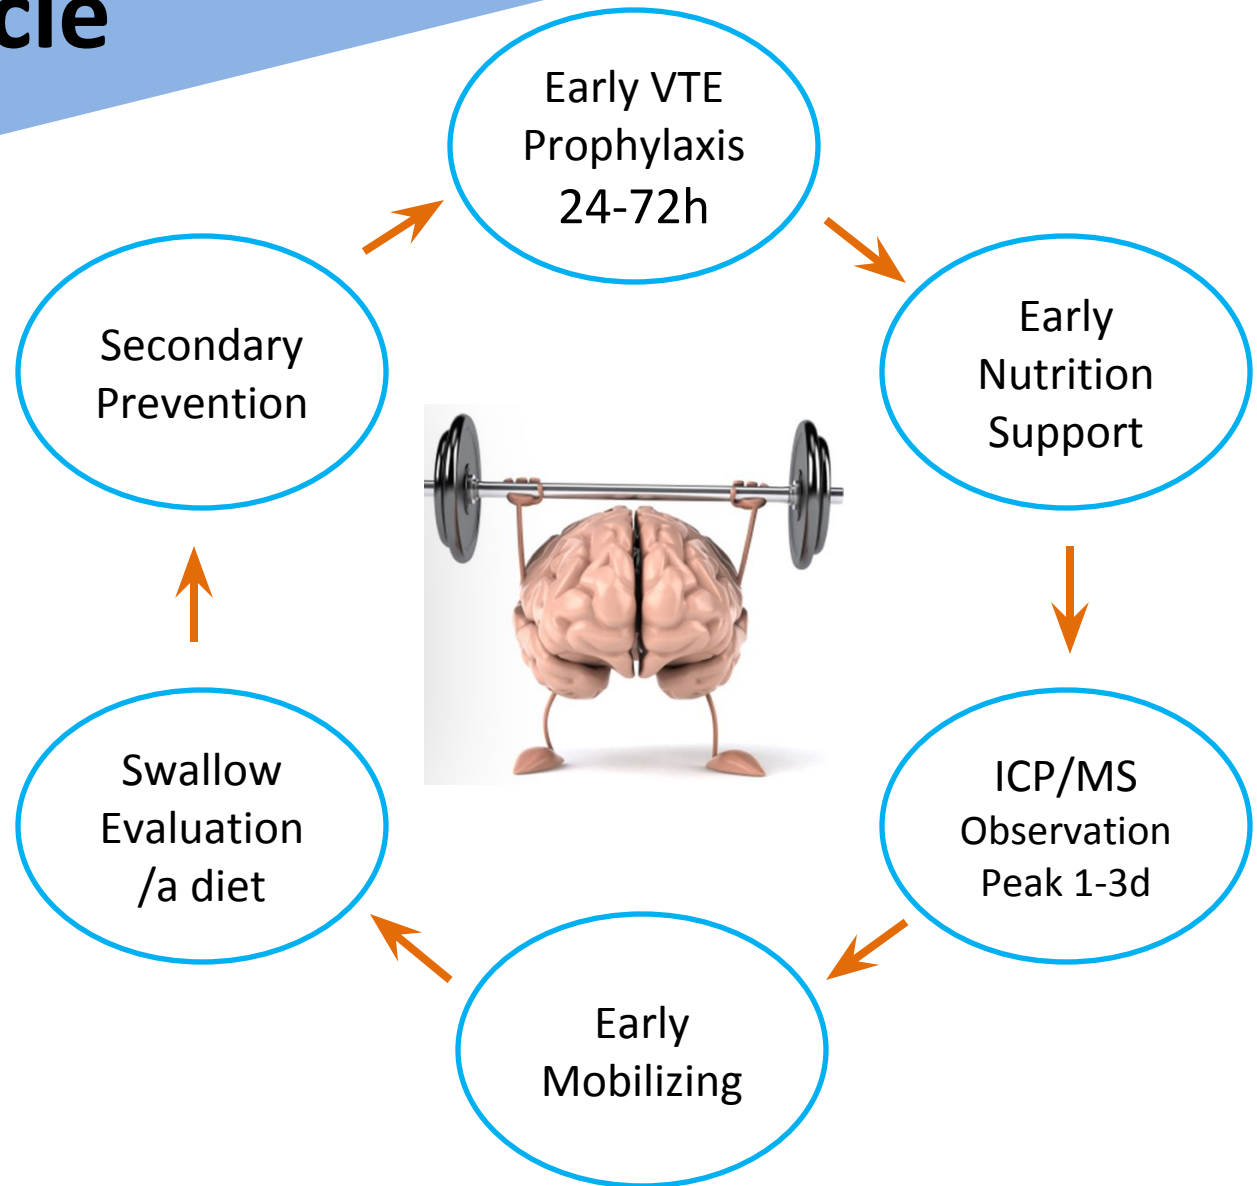 cle
Early VTE
Prophylaxis
24-72h
Early
Nutrition
Support
ICP/MS
Observation
Peak 1-3d
Early
Mobilizing
Swallow
Evaluation
/a diet
Secondary
Prevention